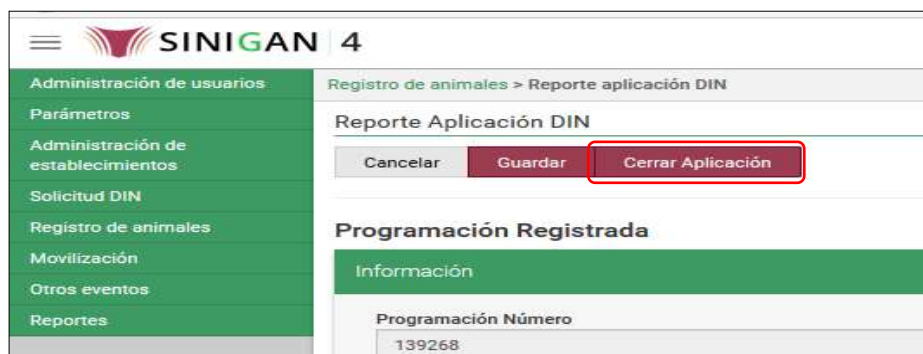 SINIGAN 4
Administración de usuarios
Parámetros
Administración de
establecimientos
Solicitud DIN
Registro de animales
Movilización
Otros eventos
Reportes
Registro de animales > Reporte aplicación DIN
Reporte Aplicación DIN
Cancelar Guardar Cerrar Aplicación
Programación Registrada
Información
Programación Número
139268